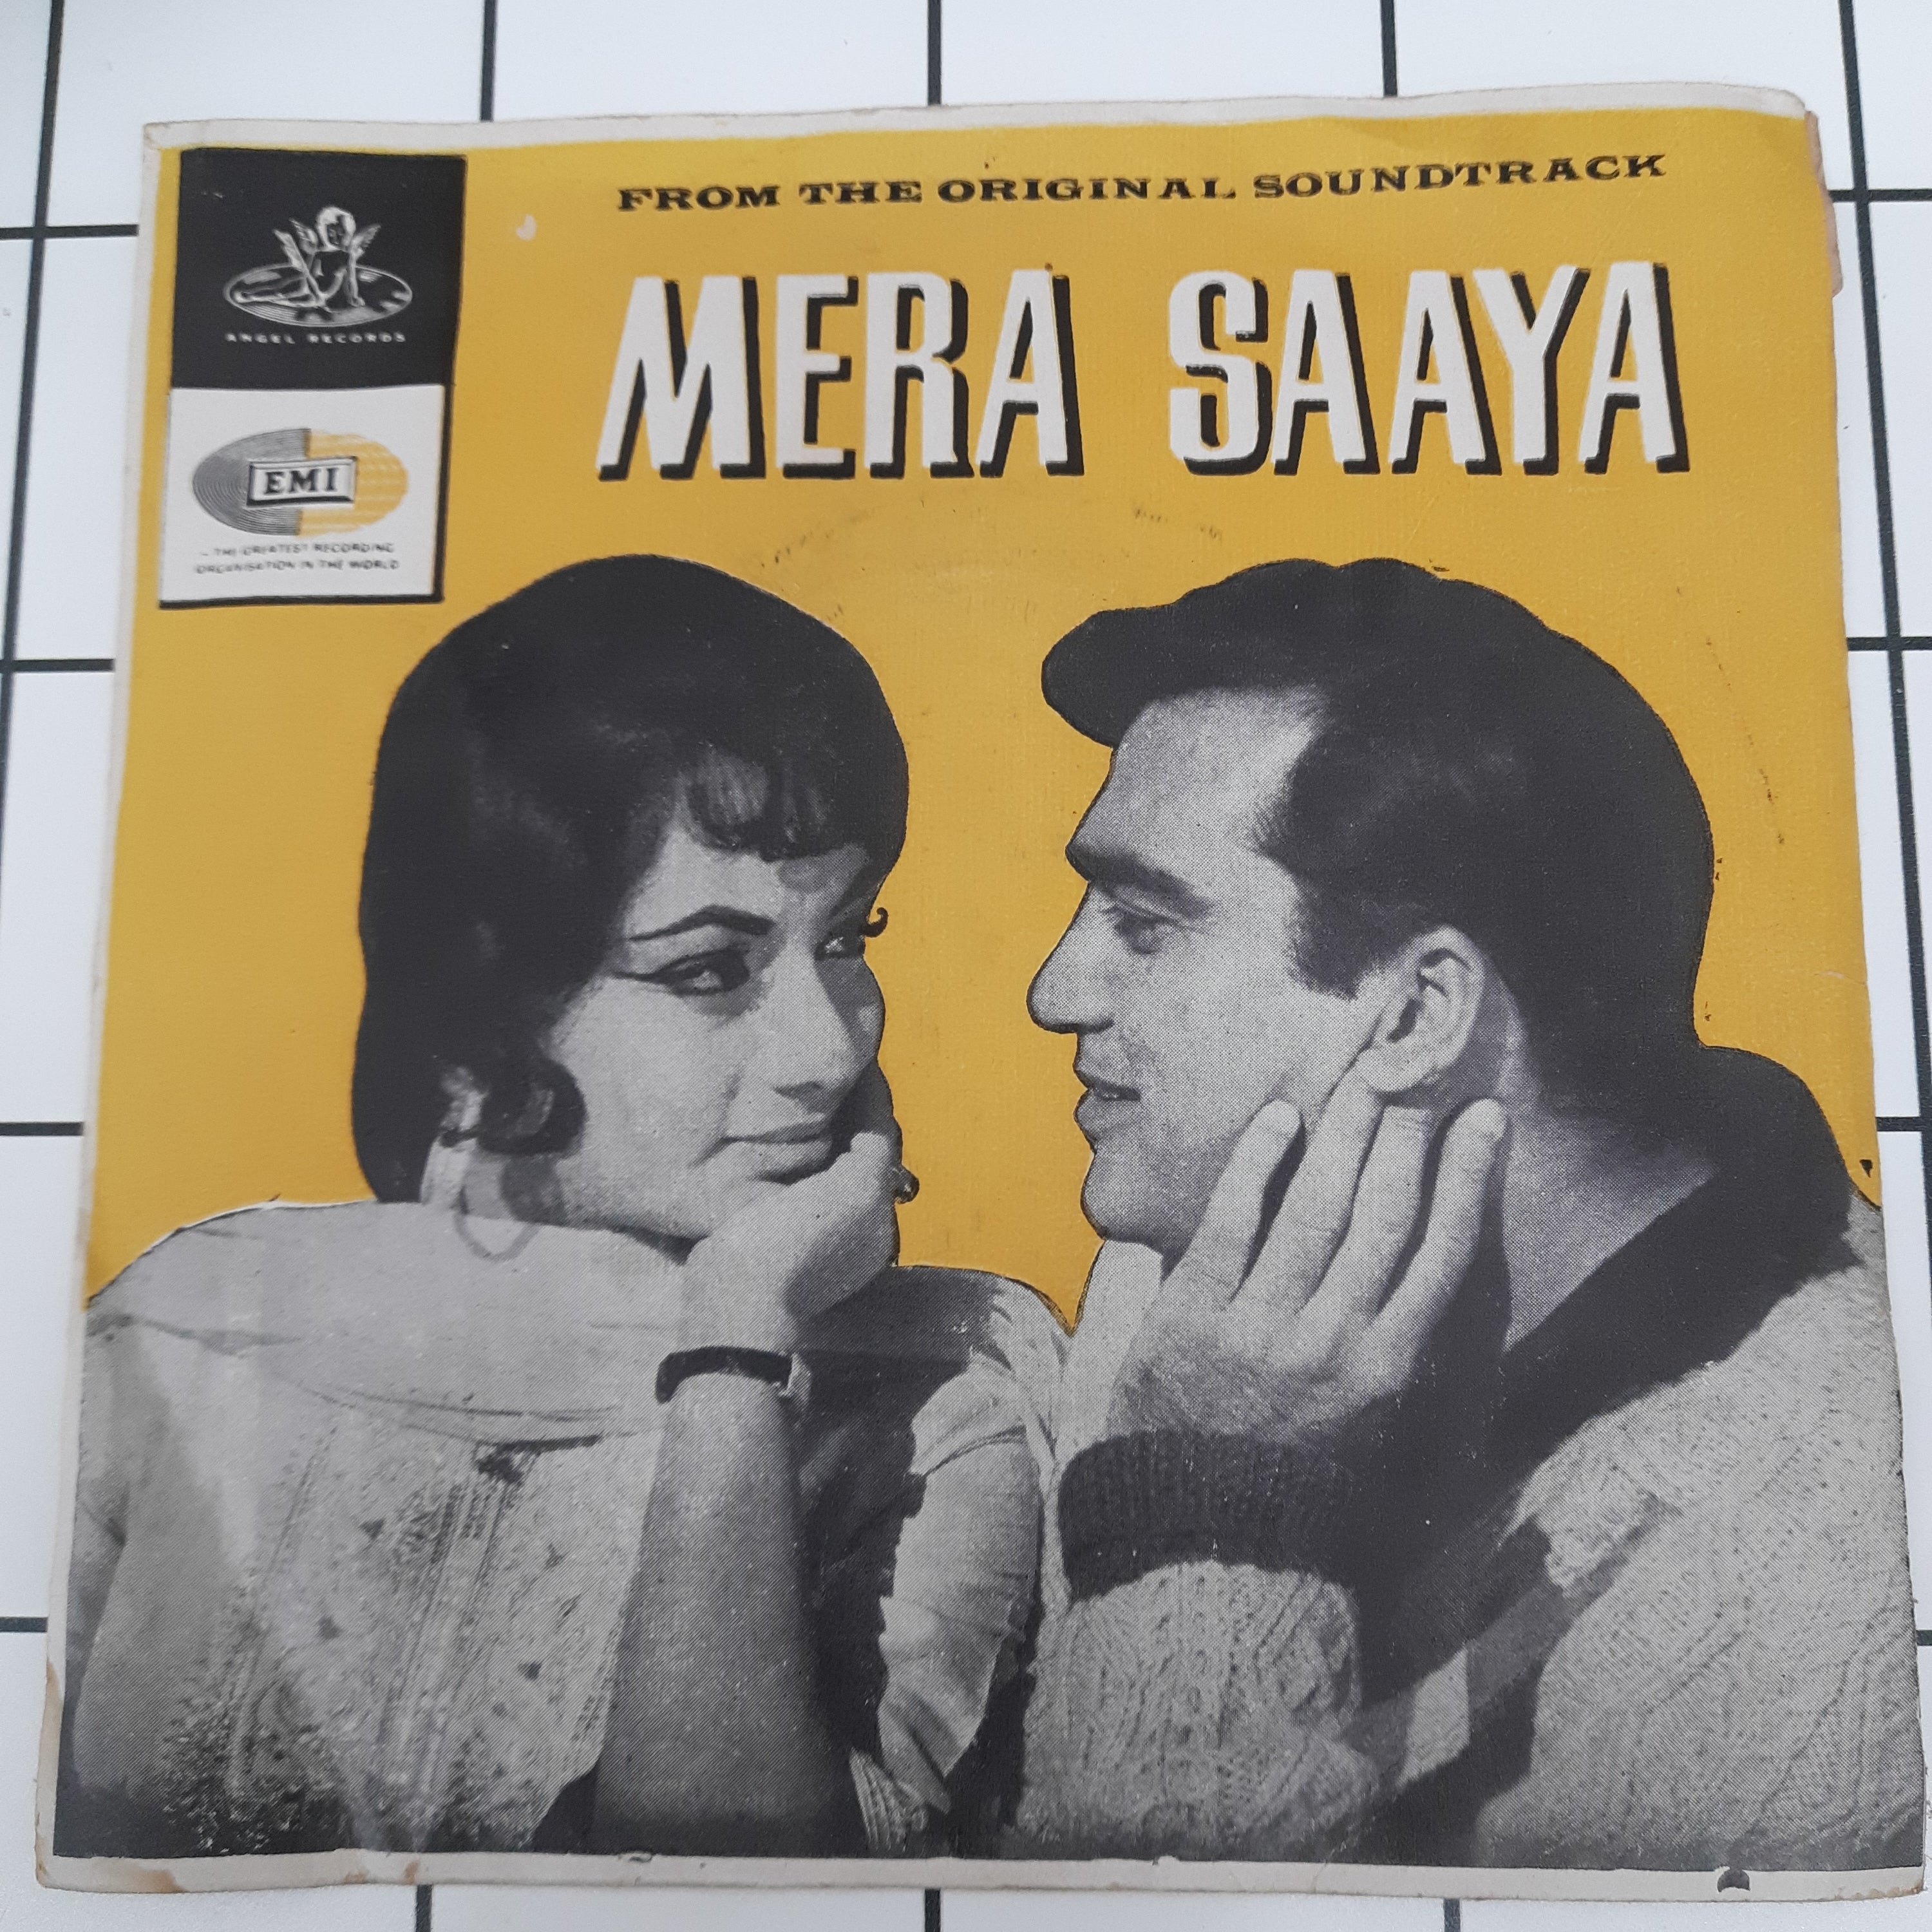 FROM THE ORIGINAL SOUNDTRACK
MERA SAAYA
ANGEL RECORDS
EMI
– THE GREATEST RECORDING
ORGANISATION IN THE WORLD